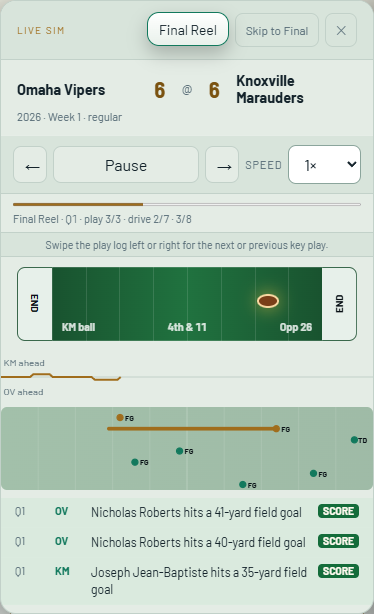 LIVE SIM
Final Reel
Skip to Final
×
Omaha Vipers
6 @ 6
Knoxville
Marauders
2026 · Week 1 · regular
←
Pause
→
SPEED
1×
Final Reel · Q1 · play 3/3 · drive 2/7 · 3/8
Swipe the play log left or right for the next or previous key play.
END
END
KM ball
4th & 11
Opp 26
KM ahead
OV ahead
FG
FG
TD
FG
FG
FG
FG
Q1 OV Nicholas Roberts hits a 41-yard field goal SCORE
Q1 OV Nicholas Roberts hits a 40-yard field goal SCORE
Q1 KM Joseph Jean-Baptiste hits a 35-yard field SCORE
goal